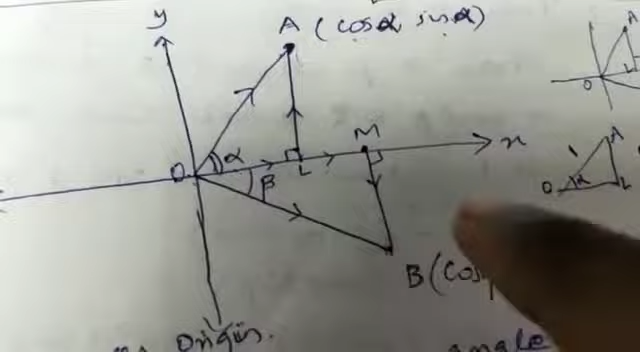 y
A (cosα sinα)
α
O
L
M
x
β
B (Cos
A
O
A
1
O α L
Origin.
angle